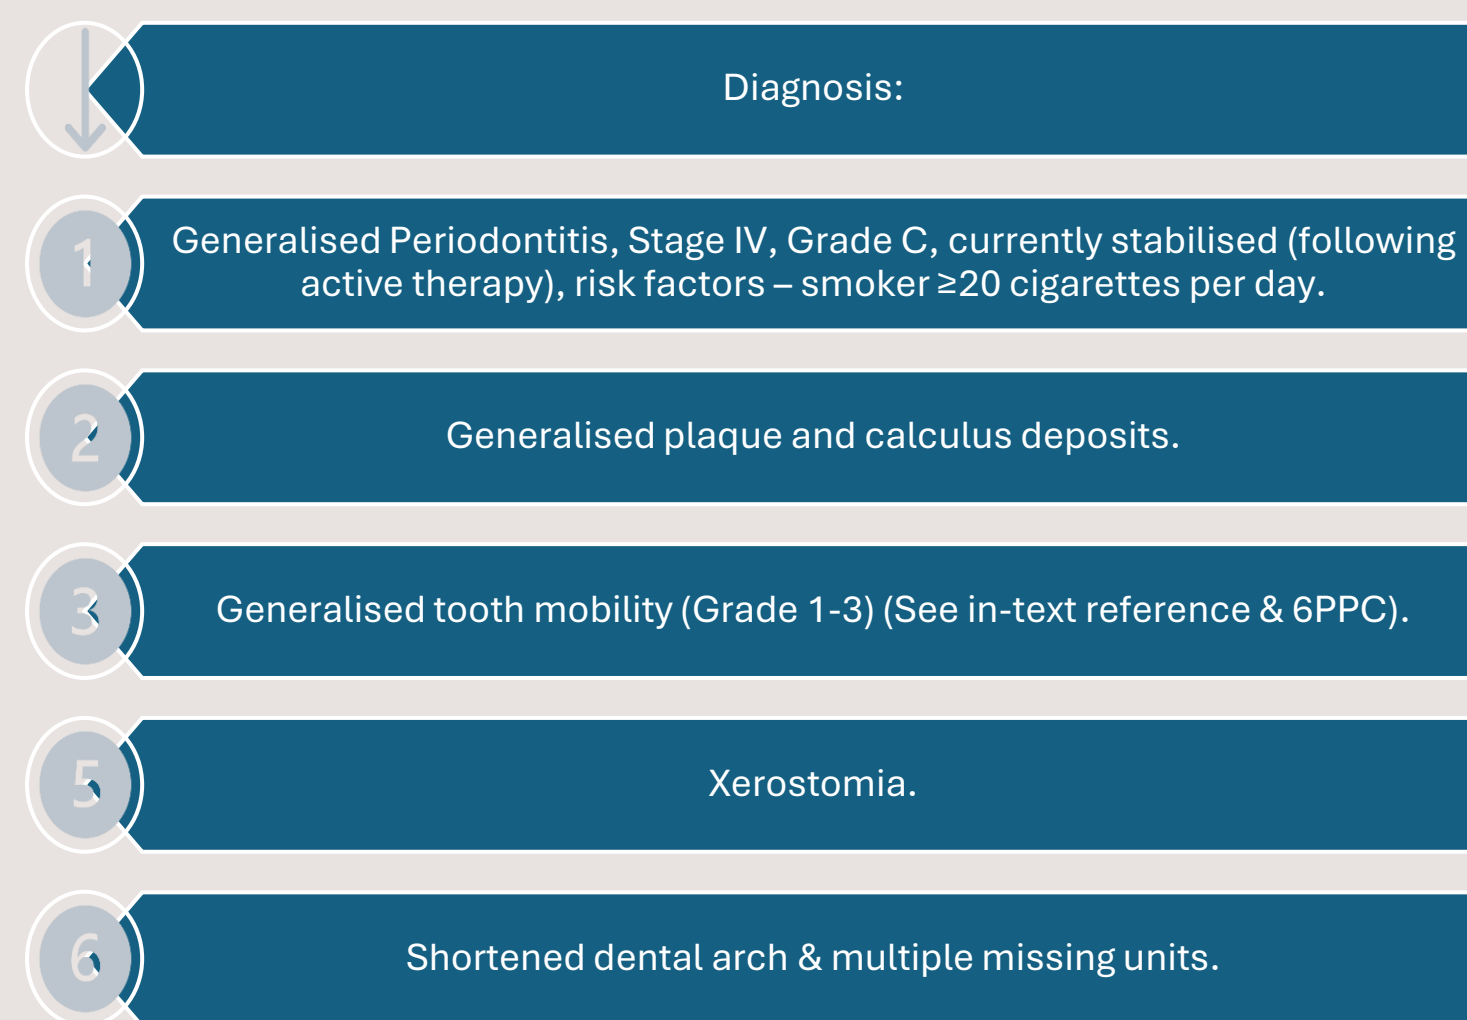 Diagnosis:
1
Generalised Periodontitis, Stage IV, Grade C, currently stabilised (following
active therapy), risk factors – smoker ≥20 cigarettes per day.
2
Generalised plaque and calculus deposits.
3
Generalised tooth mobility (Grade 1-3) (See in-text reference & 6PPC).
5
Xerostomia.
6
Shortened dental arch & multiple missing units.